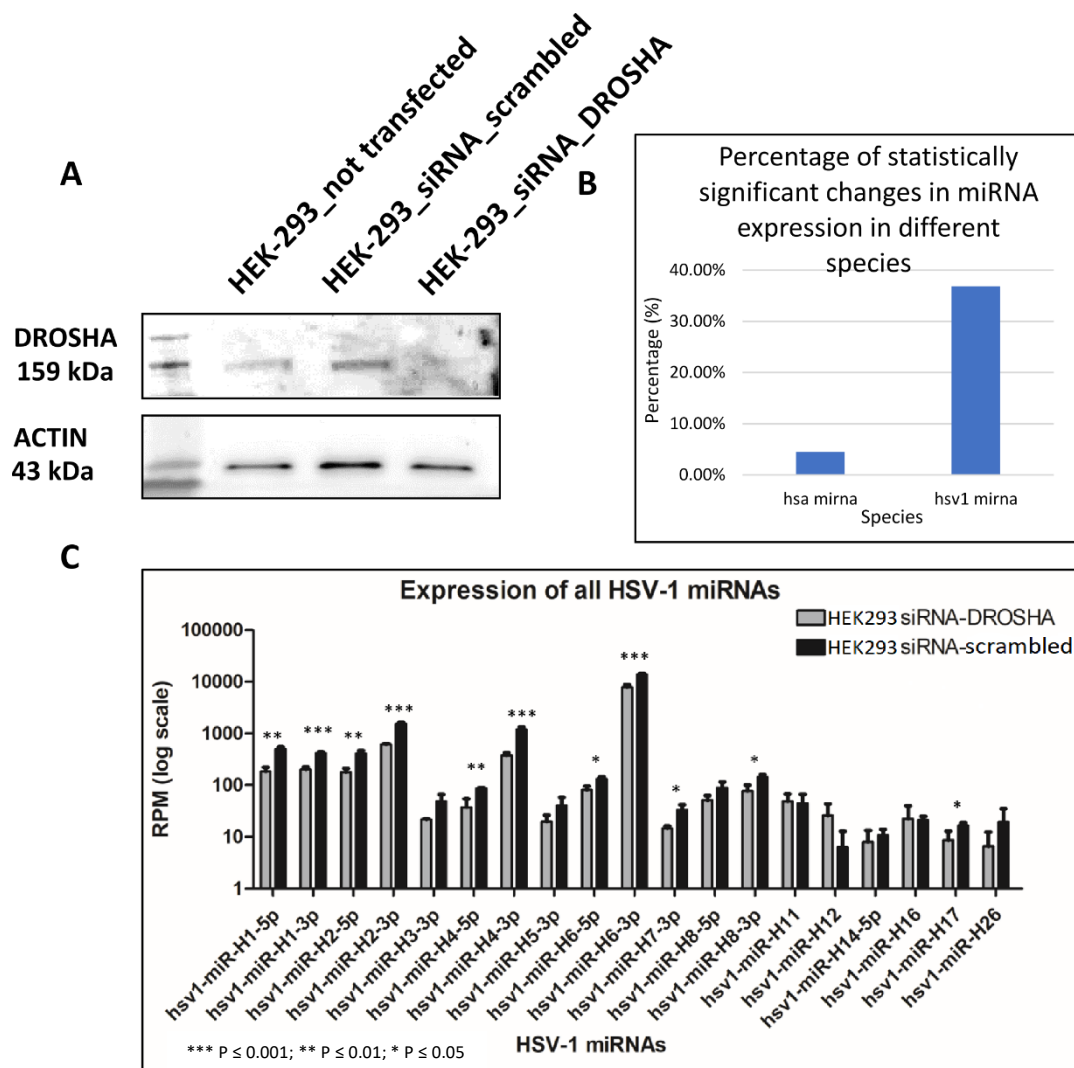 A
HEK-293_not transfected
HEK-293_siRNA_scrambled
HEK-293_siRNA_DROSHA
DROSHA
159 kDa
ACTIN
43 kDa
B
Percentage of statistically
significant changes in miRNA
expression in different
species
40.00%
30.00%
20.00%
10.00%
0.00%
Percentage (%)
hsa mirna
hsv1 mirna
Species
C
Expression of all HSV-1 miRNAs
HEK293 siRNA-DROSHA
HEK293 siRNA-scrambled
RPM (log scale)
100000
10000
1000
100
10
1
**
***
**
***
**
***
*
***
*
*
*
hsv1-miR-H1-5p
hsv1-miR-H1-3p
hsv1-miR-H2-5p
hsv1-miR-H2-3p
hsv1-miR-H3-3p
hsv1-miR-H4-5p
hsv1-miR-H4-3p
hsv1-miR-H5-3p
hsv1-miR-H6-5p
hsv1-miR-H6-3p
hsv1-miR-H7-3p
hsv1-miR-H8-5p
hsv1-miR-H8-3p
hsv1-miR-H11
hsv1-miR-H12
hsv1-miR-H14-5p
hsv1-miR-H16
hsv1-miR-H17
hsv1-miR-H26
*** P ≤ 0.001; ** P ≤ 0.01; * P ≤ 0.05
HSV-1 miRNAs